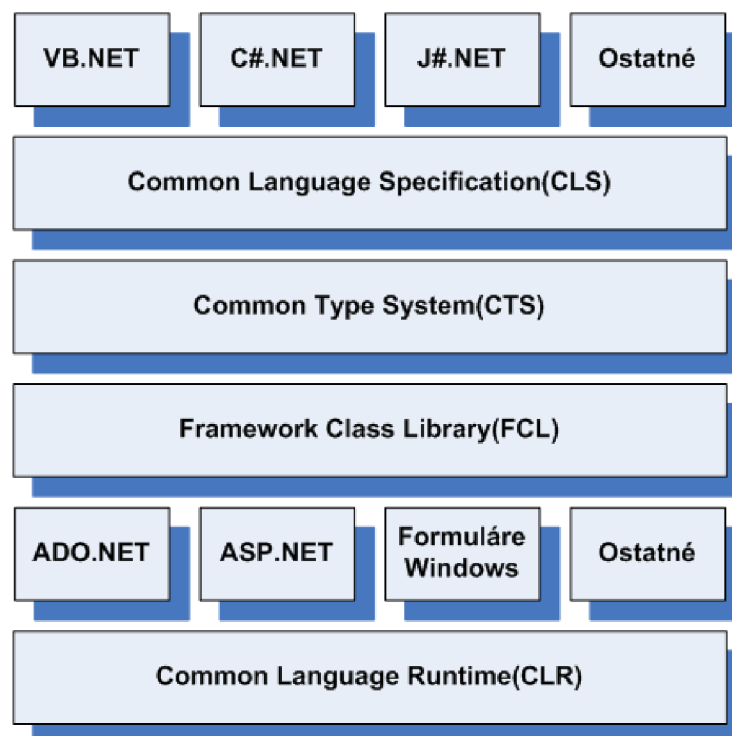 VB.NET
C#.NET
J#.NET
Ostatné
Common Language Specification(CLS)
Common Type System(CTS)
Framework Class Library(FCL)
ADO.NET
ASP.NET
Formuláre
Windows
Ostatné
Common Language Runtime(CLR)